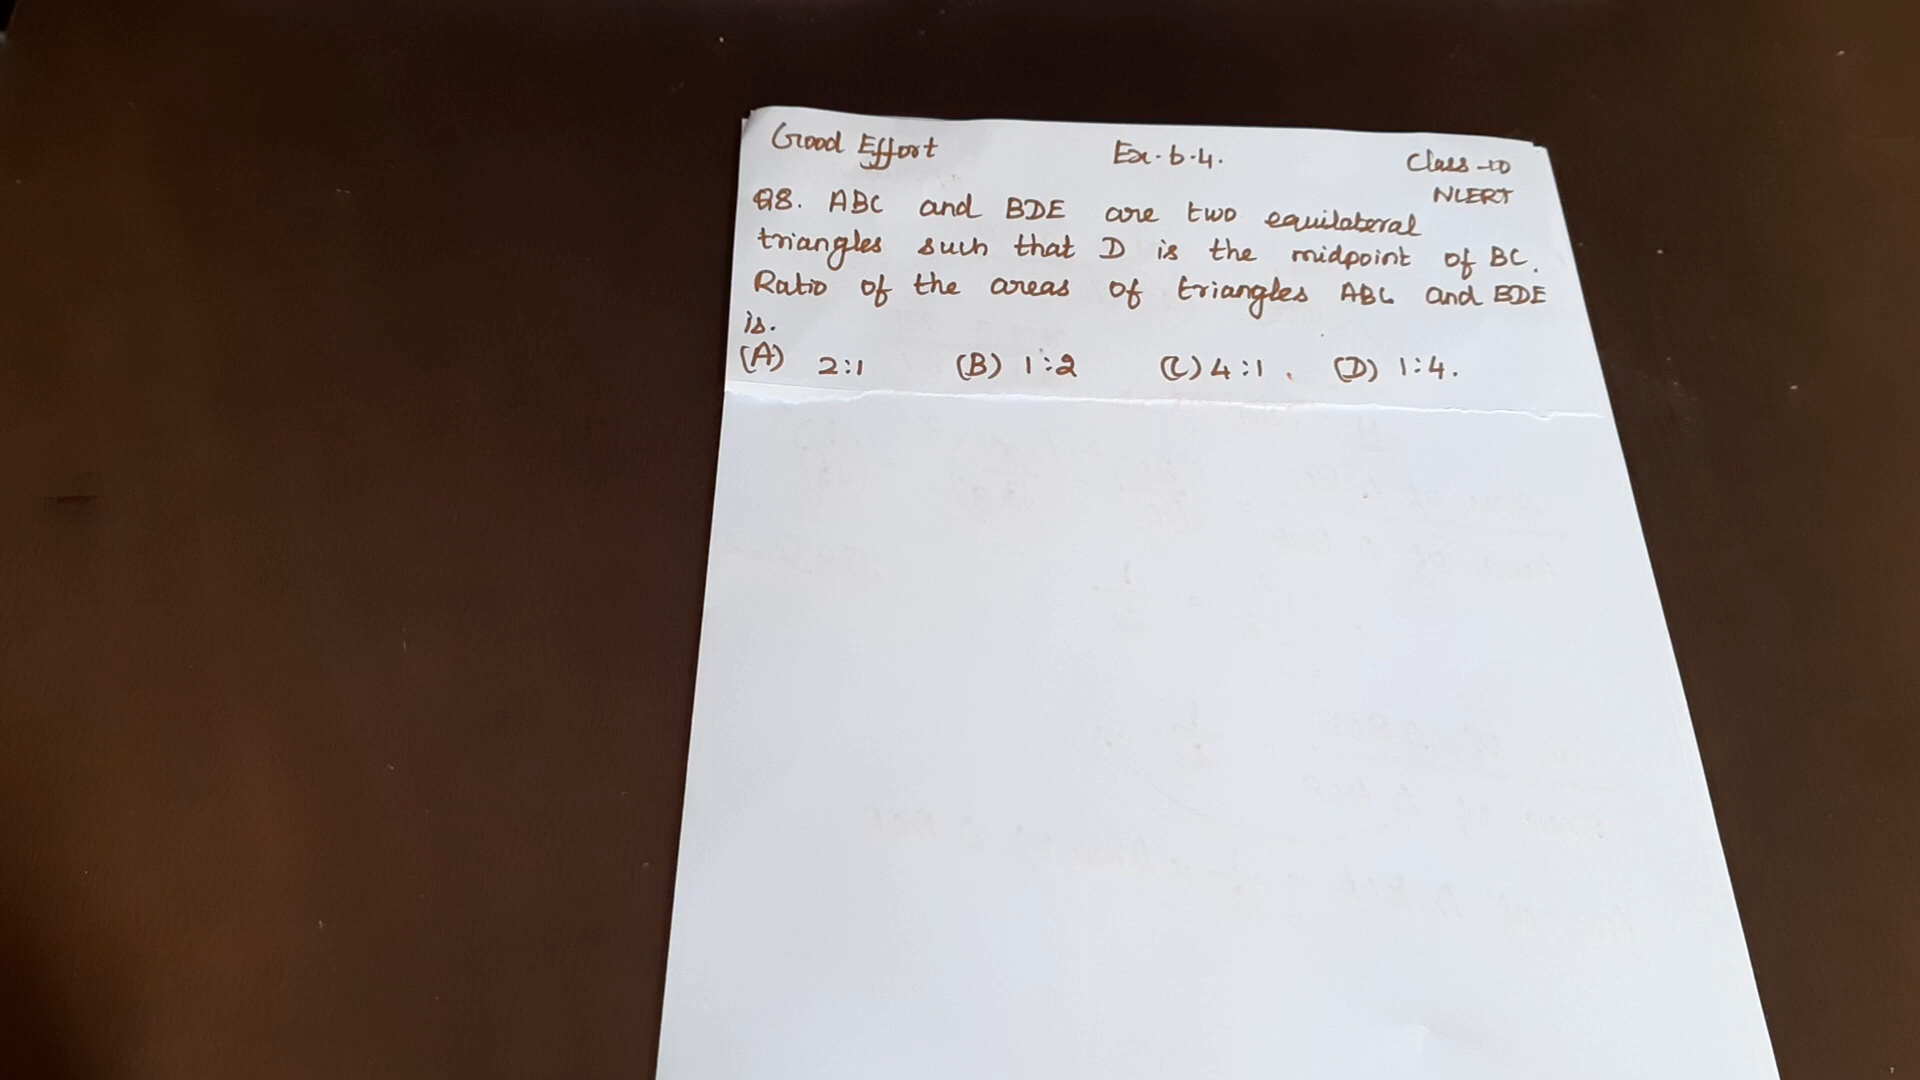 Good Effort Ex. 6.4. Class-10
NCERT
Q8. ABC and BDE are two equilateral
triangles such that D is the midpoint of BC.
Ratio of the areas of triangles ABC and BDE
is.
(A) 2:1 (B) 1:2 (C) 4:1. (D) 1:4.